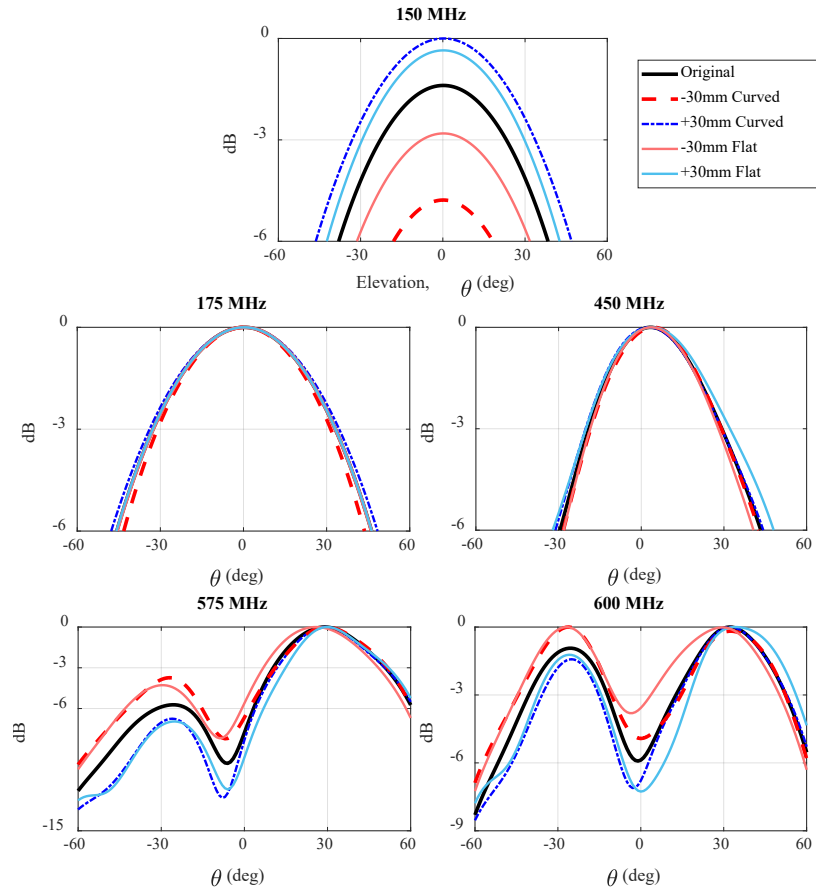 150 MHz
0
-3
-6
dB
-60 -30 0 30 60
Elevation, θ (deg)
Original
-30mm Curved
+30mm Curved
-30mm Flat
+30mm Flat
175 MHz
0
-3
-6
dB
-60 -30 0 30 60
θ (deg)
450 MHz
0
-3
-6
dB
-60 -30 0 30 60
θ (deg)
575 MHz
0
-3
-6
-15
dB
-60 -30 0 30 60
θ (deg)
600 MHz
0
-3
-6
-9
dB
-60 -30 0 30 60
θ (deg)